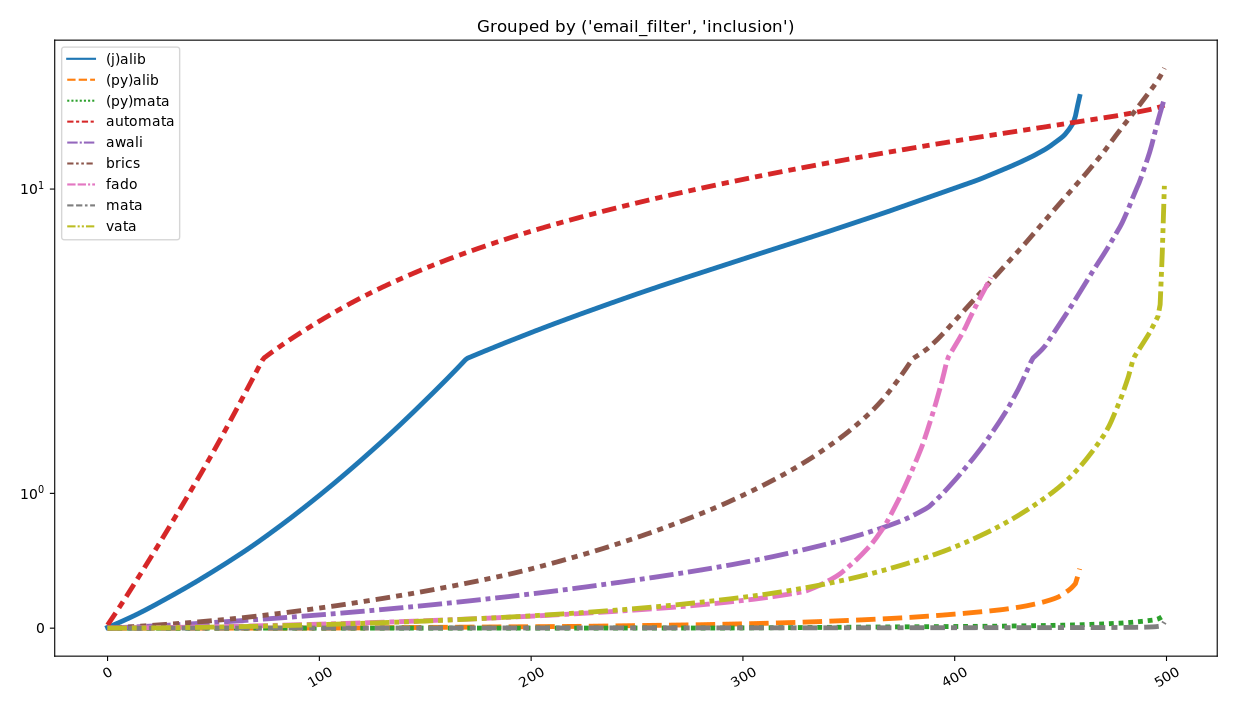 Grouped by ('email_filter', 'inclusion')
(j)alib
(py)alib
(py)mata
automata
awali
brics
fado
mata
vata
10^1
10^0
0
0
100
200
300
400
500